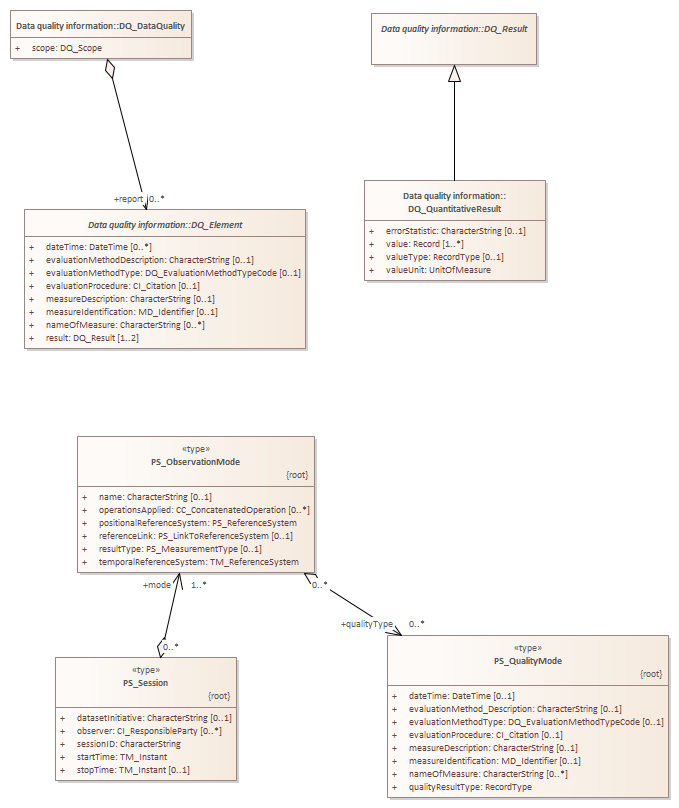 Data quality information::DQ_DataQuality
+ scope: DQ_Scope
Data quality information::DQ_Result
+report 0..*
Data quality information::DQ_Element
+ dateTime: DateTime [0..*]
+ evaluationMethodDescription: CharacterString [0..1]
+ evaluationMethodType: DQ_EvaluationMethodTypeCode [0..1]
+ evaluationProcedure: CI_Citation [0..1]
+ measureDescription: CharacterString [0..1]
+ measureIdentification: MD_Identifier [0..1]
+ nameOfMeasure: CharacterString [0..*]
+ result: DQ_Result [1..2]
Data quality information::
DQ_QuantitativeResult
+ errorStatistic: CharacterString [0..1]
+ value: Record [1..*]
+ valueType: RecordType [0..1]
+ valueUnit: UnitOfMeasure
«type»
PS_ObservationMode
{root}
+ name: CharacterString [0..1]
+ operationsApplied: CC_ConcatenatedOperation [0..*]
+ positionalReferenceSystem: PS_ReferenceSystem
+ referenceLink: PS_LinkToReferenceSystem [0..1]
+ resultType: PS_MeasurementType [0..1]
+ temporalReferenceSystem: TM_ReferenceSystem
+mode 1..*
0..*
0..*
+qualityType 0..*
«type»
PS_Session
{root}
+ datasetInitiative: CharacterString [0..1]
+ observer: CI_ResponsibleParty [0..*]
+ sessionID: CharacterString
+ startTime: TM_Instant
+ stopTime: TM_Instant [0..1]
«type»
PS_QualityMode
{root}
+ dateTime: DateTime [0..1]
+ evaluationMethod_Description: CharacterString [0..1]
+ evaluationMethodType: DQ_EvaluationMethodTypeCode [0..1]
+ evaluationProcedure: CI_Citation [0..1]
+ measureDescription: CharacterString [0..1]
+ measureIdentification: MD_Identifier [0..1]
+ nameOfMeasure: CharacterString [0..*]
+ qualityResultType: RecordType